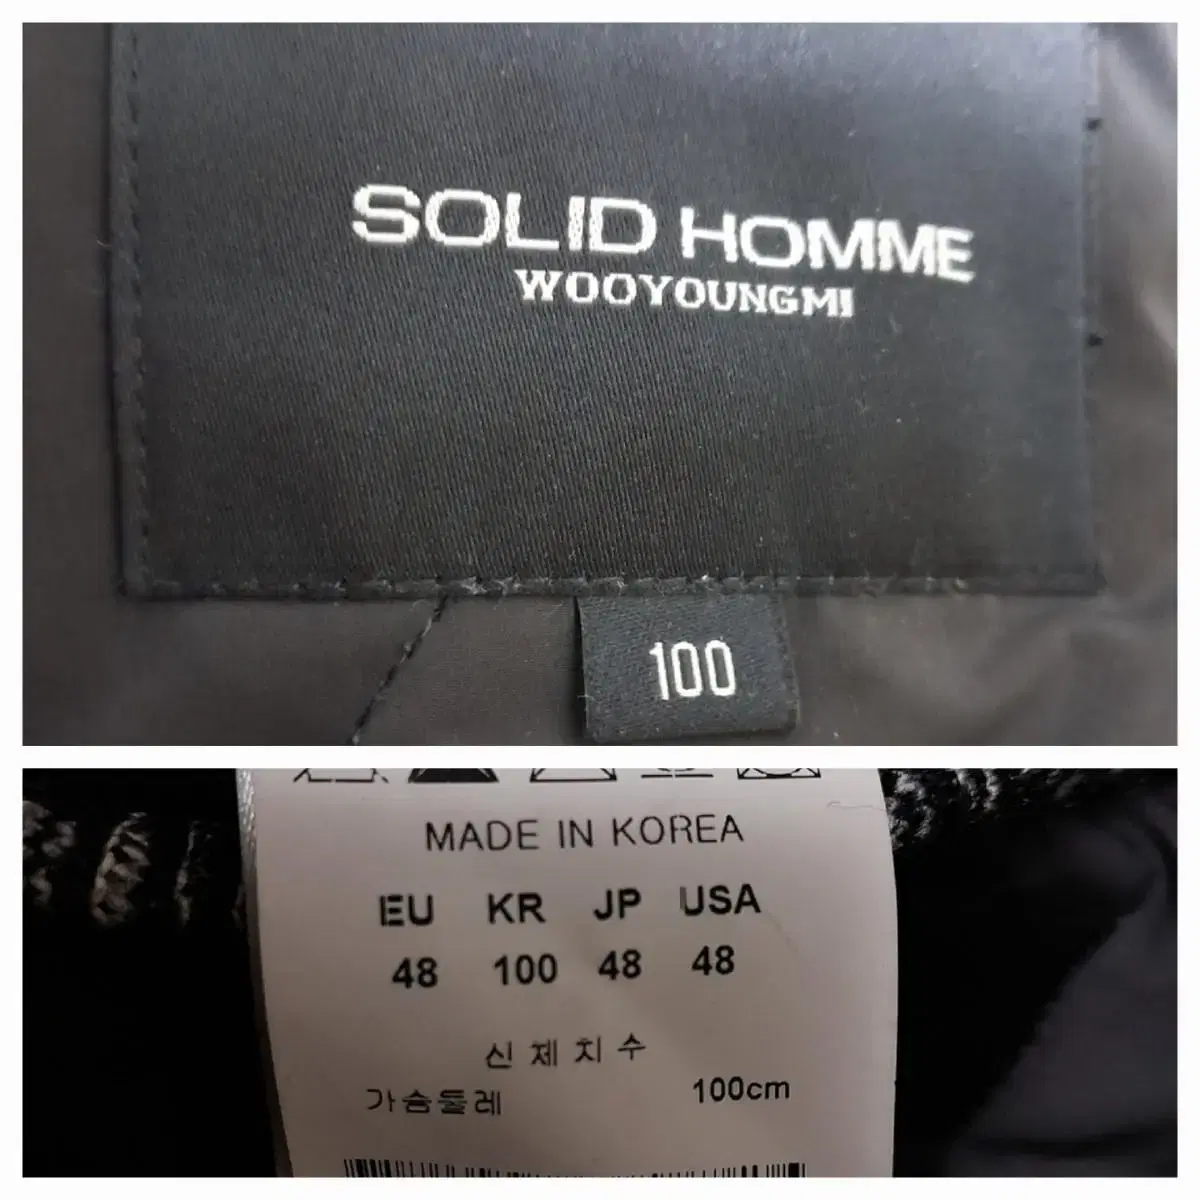 SOLID HOMME
WOOYOUNGMI
100
MADE IN KOREA
EU KR JP USA
48 100 48 48
신체치수
가슴둘레 100cm